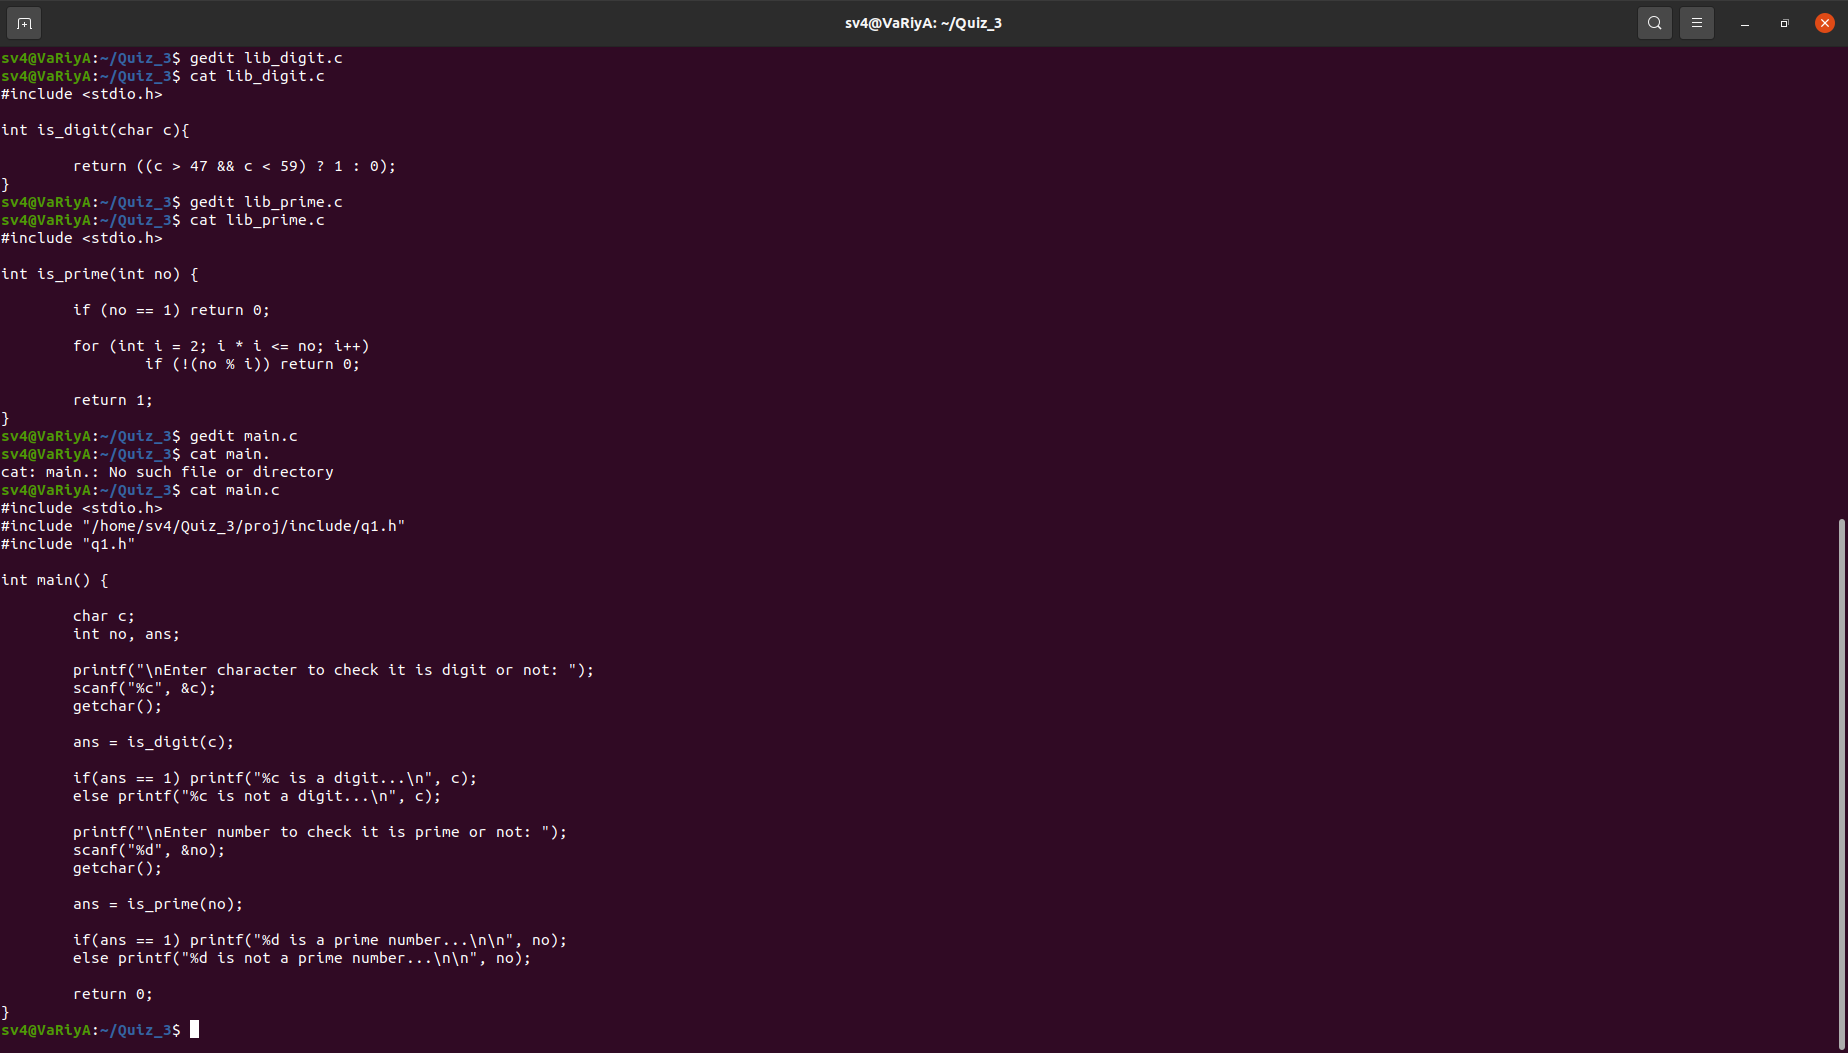 sv4@VaRiyA: ~/Quiz_3
sv4@VaRiyA:~/Quiz_3$ gedit lib_digit.c
sv4@VaRiyA:~/Quiz_3$ cat lib_digit.c
#include <stdio.h>

int is_digit(char c){

        return ((c > 47 && c < 59) ? 1 : 0);
}
sv4@VaRiyA:~/Quiz_3$ gedit lib_prime.c
sv4@VaRiyA:~/Quiz_3$ cat lib_prime.c
#include <stdio.h>

int is_prime(int no) {

        if (no == 1) return 0;

        for (int i = 2; i * i <= no; i++)
                if (!(no % i)) return 0;

        return 1;
}
sv4@VaRiyA:~/Quiz_3$ gedit main.c
sv4@VaRiyA:~/Quiz_3$ cat main.
cat: main.: No such file or directory
sv4@VaRiyA:~/Quiz_3$ cat main.c
#include <stdio.h>
#include "/home/sv4/Quiz_3/proj/include/q1.h"
#include "q1.h"

int main() {

        char c;
        int no, ans;

        printf("\nEnter character to check it is digit or not: ");
        scanf("%c", &c);
        getchar();

        ans = is_digit(c);

        if(ans == 1) printf("%c is a digit...\n", c);
        else printf("%c is not a digit...\n", c);

        printf("\nEnter number to check it is prime or not: ");
        scanf("%d", &no);
        getchar();

        ans = is_prime(no);

        if(ans == 1) printf("%d is a prime number...\n\n", no);
        else printf("%d is not a prime number...\n\n", no);

        return 0;
}
sv4@VaRiyA:~/Quiz_3$